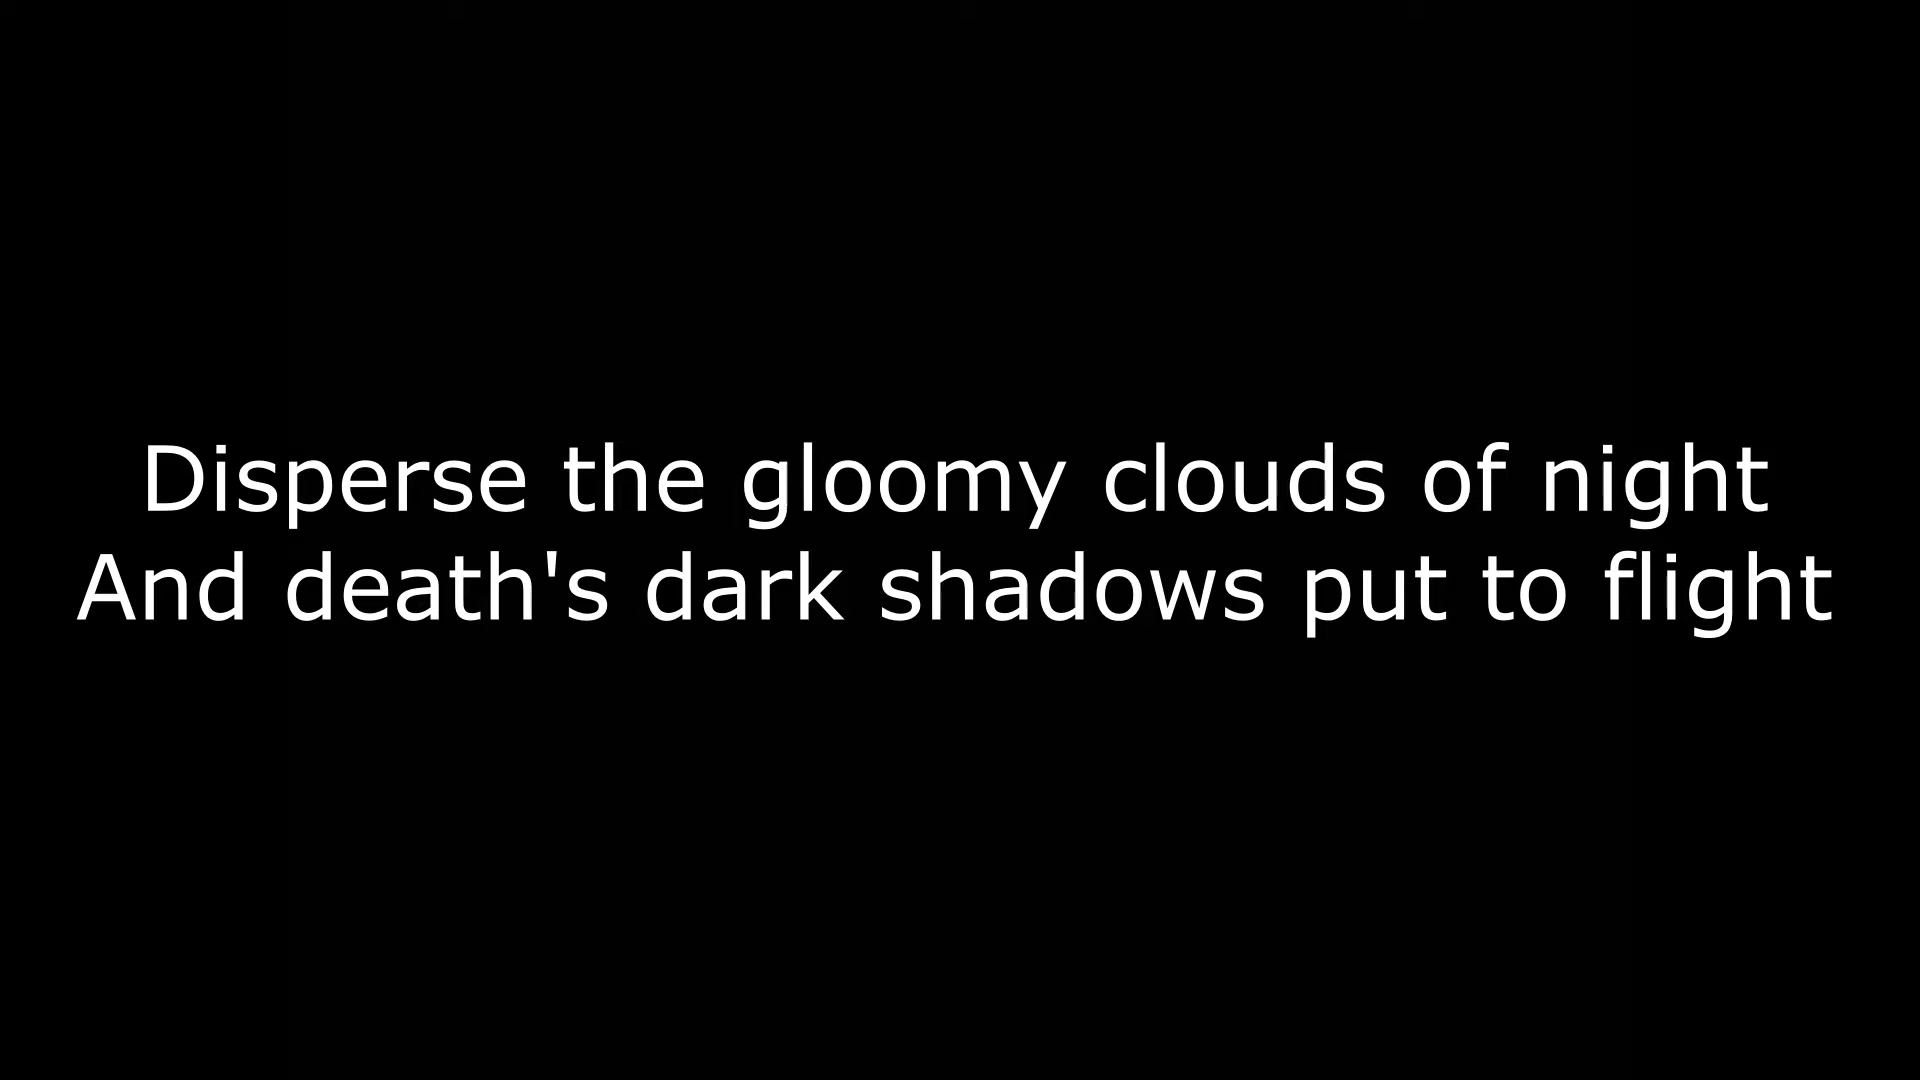 Disperse the gloomy clouds of night
And death's dark shadows put to flight